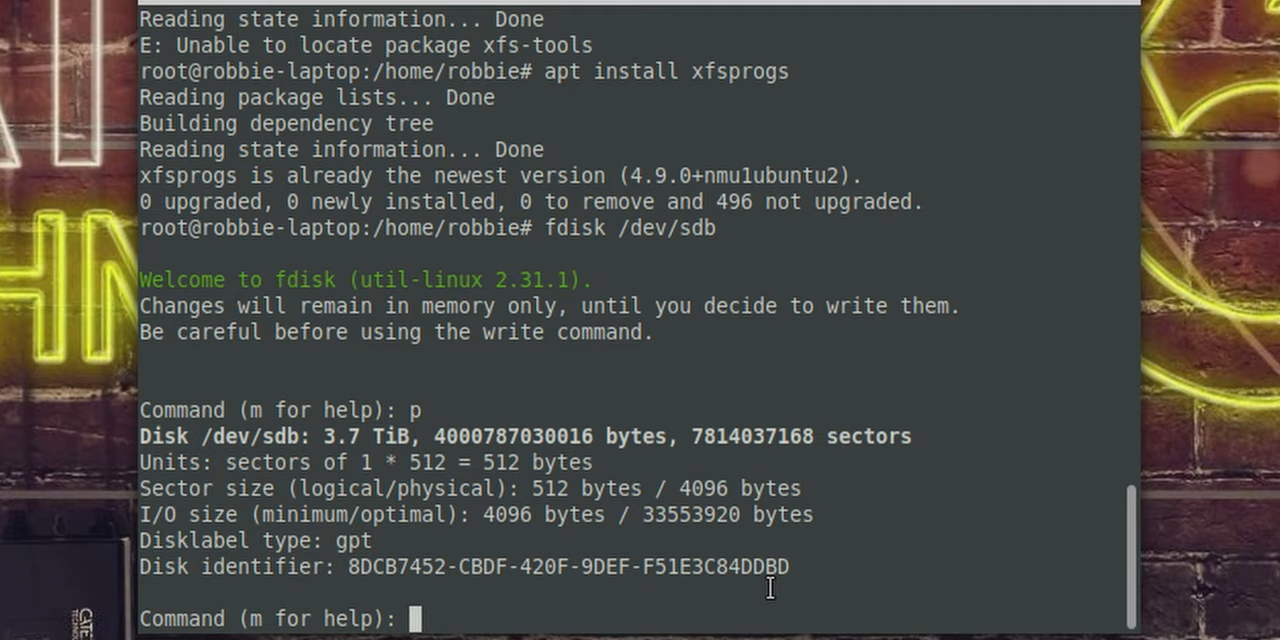 Reading state information... Done
E: Unable to locate package xfs-tools
root@robbie-laptop:/home/robbie# apt install xfsprogs
Reading package lists... Done
Building dependency tree
Reading state information... Done
xfsprogs is already the newest version (4.9.0+nmu1ubuntu2).
0 upgraded, 0 newly installed, 0 to remove and 496 not upgraded.
root@robbie-laptop:/home/robbie# fdisk /dev/sdb
Welcome to fdisk (util-linux 2.31.1).
Changes will remain in memory only, until you decide to write them.
Be careful before using the write command.
Command (m for help): p
Disk /dev/sdb: 3.7 TiB, 4000787030016 bytes, 7814037168 sectors
Units: sectors of 1 * 512 = 512 bytes
Sector size (logical/physical): 512 bytes / 4096 bytes
I/O size (minimum/optimal): 4096 bytes / 33553920 bytes
Disklabel type: gpt
Disk identifier: 8DCB7452-CBDF-420F-9DEF-F51E3C84DDBD
Command (m for help):